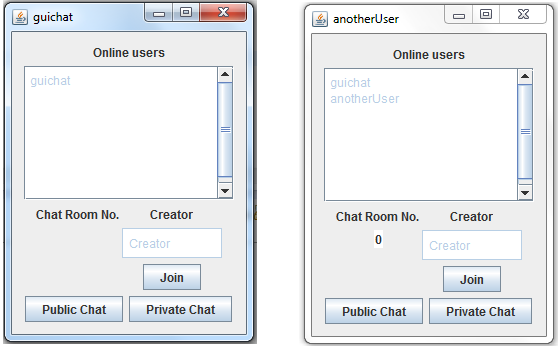 guichat
Online users
guichat
Chat Room No. Creator
Creator
Join
Public Chat Private Chat
anotherUser
Online users
guichat
anotherUser
Chat Room No. Creator
0 Creator
Join
Public Chat Private Chat